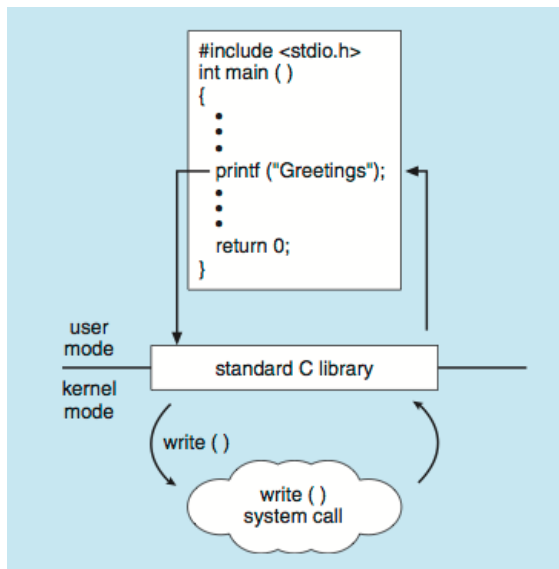 #include <stdio.h>
int main ( )
{
•
•
•
printf ("Greetings");
•
•
•
return 0;
}
user
mode
standard C library
kernel
mode
write ( )
write ( )
system call